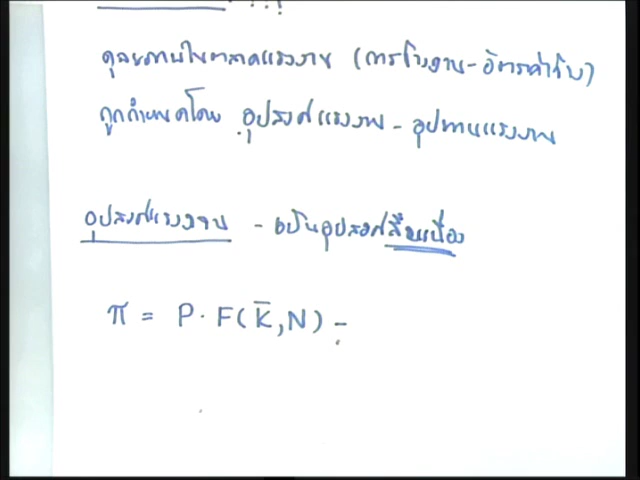 ดุลยภาพในตลาดแรงงาน (การจ้างงาน - อัตราค่าจ้าง)
ถูกกำหนดโดย อุปสงค์แรงงาน - อุปทานแรงงาน
อุปสงค์แรงงาน - เป็นอุปสงค์สืบเนื่อง
π = P · F(K̄, N) -